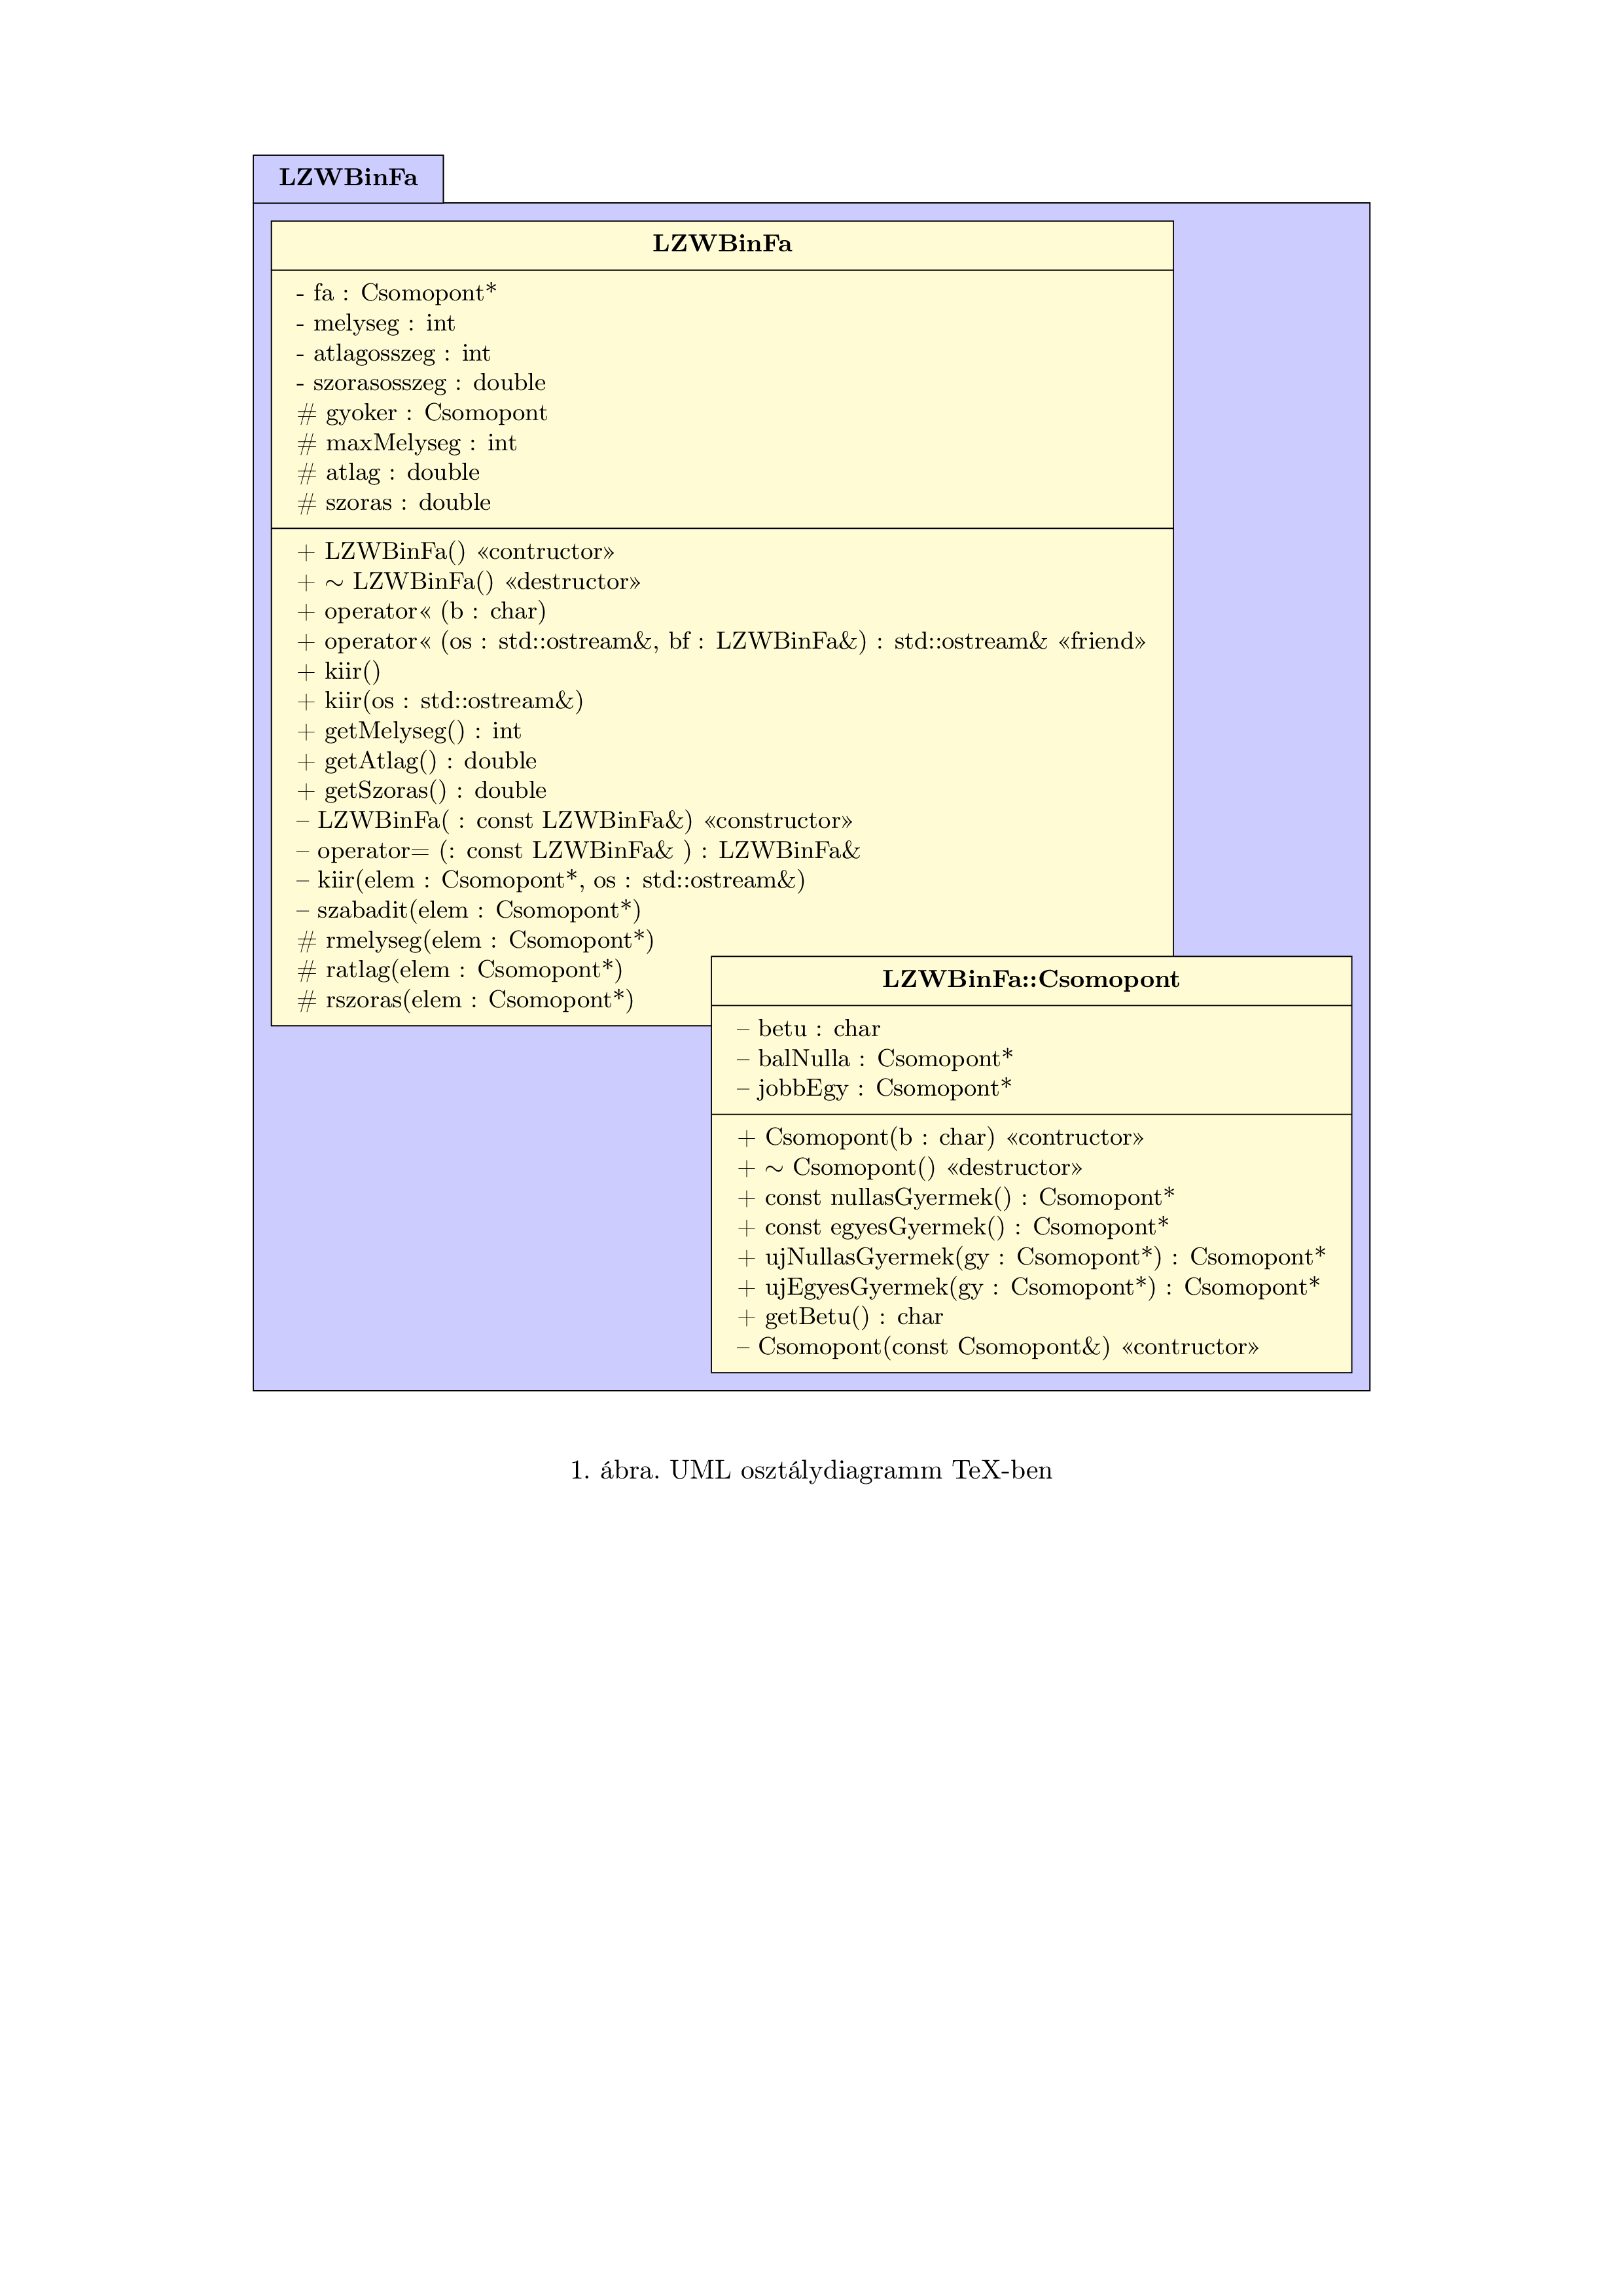 LZWBinFa
LZWBinFa
- fa : Csomopont*
- melyseg : int
- atlagosszeg : int
- szorasosszeg : double
# gyoker : Csomopont
# maxMelyseg : int
# atlag : double
# szoras : double
+ LZWBinFa() «contructor»
+ ∼ LZWBinFa() «destructor»
+ operator« (b : char)
+ operator« (os : std::ostream&, bf : LZWBinFa&) : std::ostream& «friend»
+ kiir()
+ kiir(os : std::ostream&)
+ getMelyseg() : int
+ getAtlag() : double
+ getSzoras() : double
– LZWBinFa( : const LZWBinFa&) «constructor»
– operator= (: const LZWBinFa& ) : LZWBinFa&
– kiir(elem : Csomopont*, os : std::ostream&)
– szabadit(elem : Csomopont*)
# rmelyseg(elem : Csomopont*)
# ratlag(elem : Csomopont*)
# rszoras(elem : Csomopont*)
LZWBinFa::Csomopont
– betu : char
– balNulla : Csomopont*
– jobbEgy : Csomopont*
+ Csomopont(b : char) «contructor»
+ ∼ Csomopont() «destructor»
+ const nullasGyermek() : Csomopont*
+ const egyesGyermek() : Csomopont*
+ ujNullasGyermek(gy : Csomopont*) : Csomopont*
+ ujEgyesGyermek(gy : Csomopont*) : Csomopont*
+ getBetu() : char
– Csomopont(const Csomopont&) «contructor»
1. ábra. UML osztálydiagramm TeX-ben